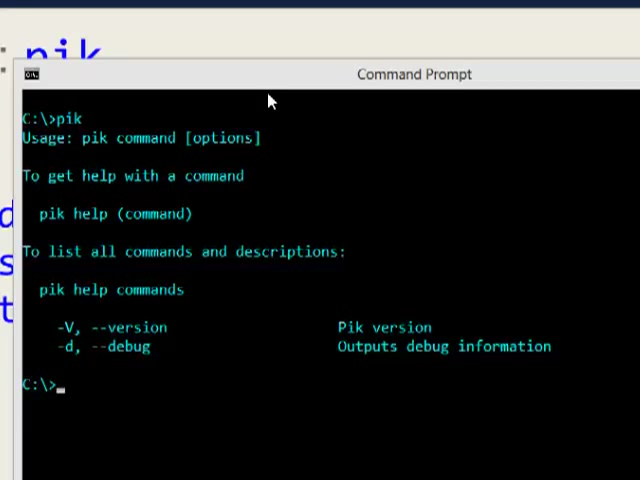 : pik
Command Prompt
C:\>pik
Usage: pik command [options]
To get help with a command
pik help (command)
To list all commands and descriptions:
pik help commands
-V, --version Pik version
-d, --debug Outputs debug information
C:\>
d
s
t